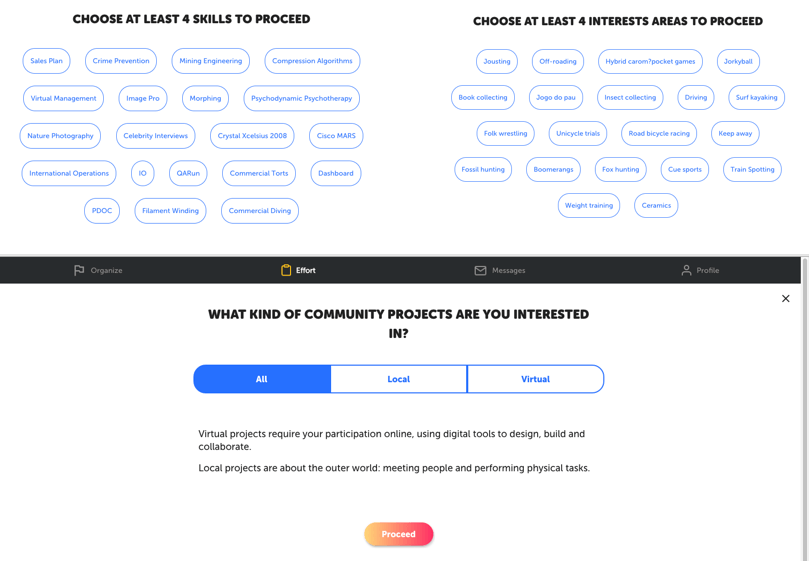 CHOOSE AT LEAST 4 SKILLS TO PROCEED
Sales Plan Crime Prevention Mining Engineering Compression Algorithms
Virtual Management Image Pro Morphing Psychodynamic Psychotherapy
Nature Photography Celebrity Interviews Crystal Xcelsius 2008 Cisco MARS
International Operations IO QARun Commercial Torts Dashboard
PDOC Filament Winding Commercial Diving
CHOOSE AT LEAST 4 INTERESTS AREAS TO PROCEED
Jousting Off-roading Hybrid carom?pocket games Jorkyball
Book collecting Jogo do pau Insect collecting Driving Surf kayaking
Folk wrestling Unicycle trials Road bicycle racing Keep away
Fossil hunting Boomerangs Fox hunting Cue sports Train Spotting
Weight training Ceramics
Organize Effort Messages Profile
WHAT KIND OF COMMUNITY PROJECTS ARE YOU INTERESTED
IN?
All Local Virtual
Virtual projects require your participation online, using digital tools to design, build and
collaborate.
Local projects are about the outer world: meeting people and performing physical tasks.
Proceed